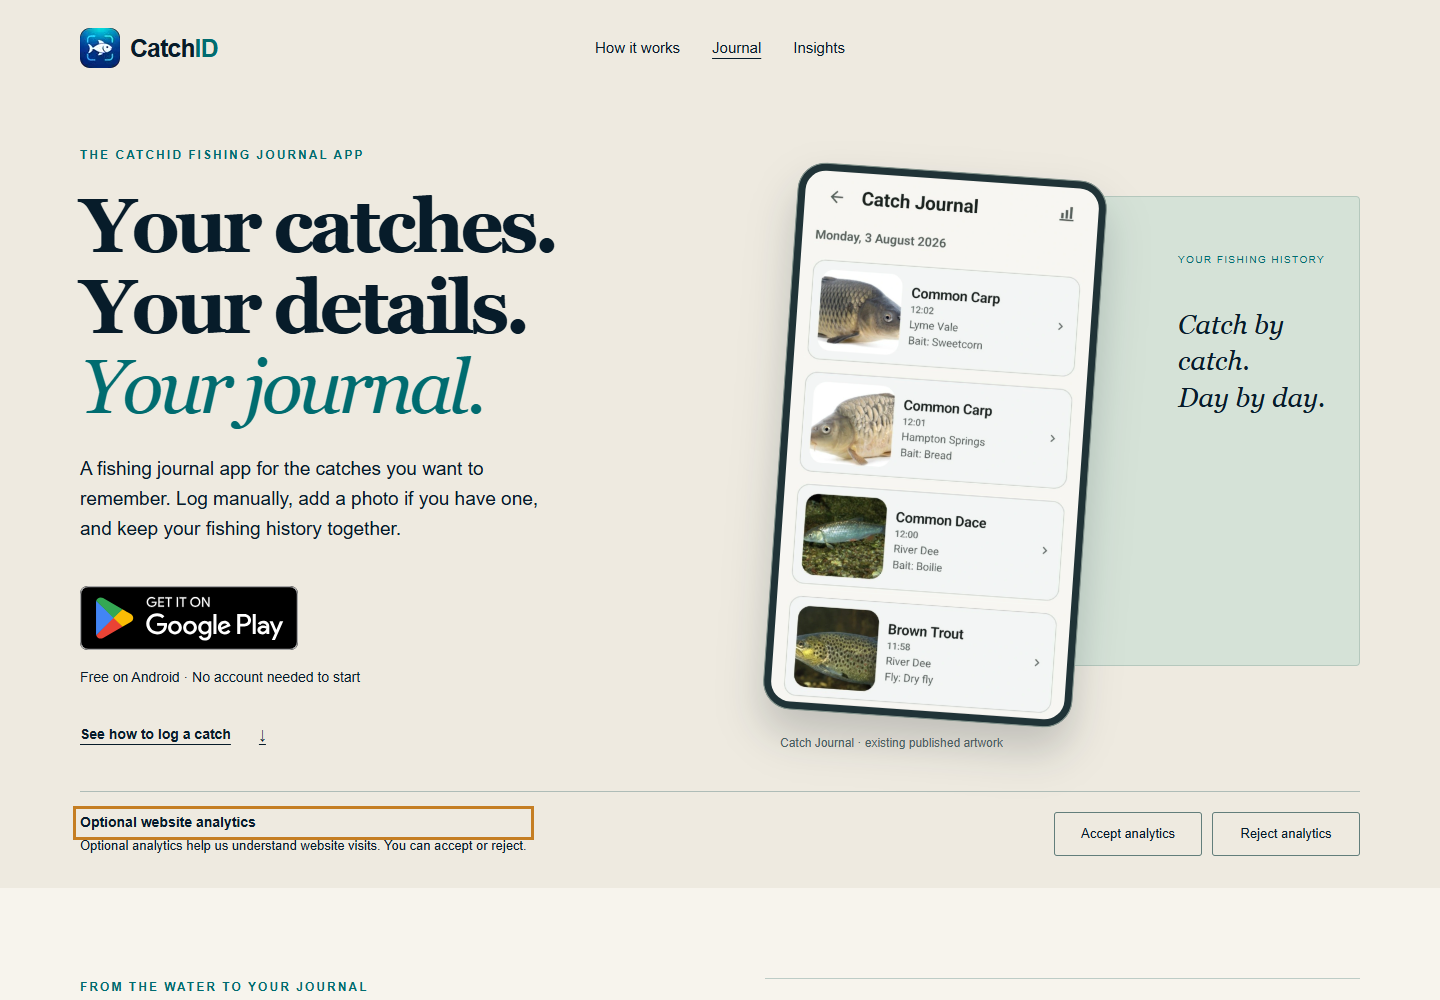 CatchID
How it works
Journal
Insights
THE CATCHID FISHING JOURNAL APP
Your catches.
Your details.
Your journal.
A fishing journal app for the catches you want to
remember. Log manually, add a photo if you have one,
and keep your fishing history together.
GET IT ON
Google Play
Free on Android · No account needed to start
See how to log a catch ↓
Catch Journal
Monday, 3 August 2026
Common Carp
12:02
Lyme Vale
Bait: Sweetcorn
Common Carp
12:01
Hampton Springs
Bait: Bread
Common Dace
12:00
River Dee
Bait: Boilie
Brown Trout
11:58
River Dee
Fly: Dry fly
YOUR FISHING HISTORY
Catch by
catch.
Day by day.
Catch Journal · existing published artwork
Optional website analytics
Optional analytics help us understand website visits. You can accept or reject.
Accept analytics
Reject analytics
FROM THE WATER TO YOUR JOURNAL